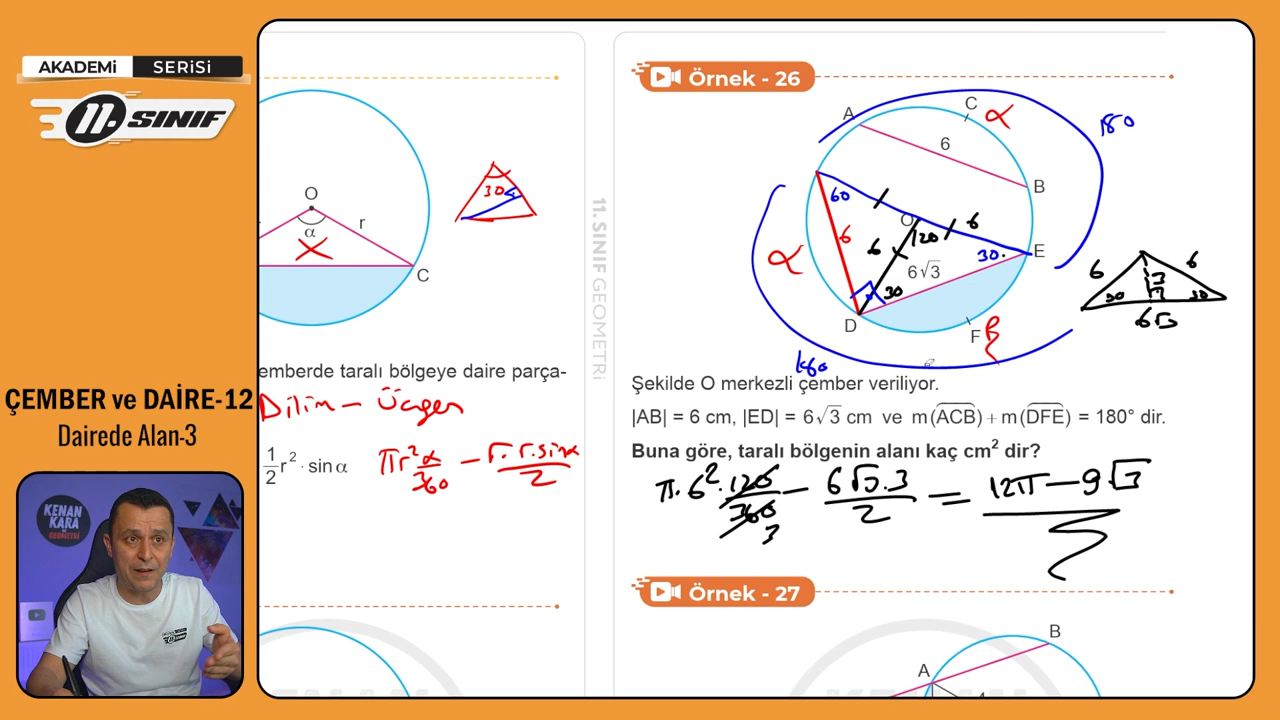 AKADEMİ SERİSİ
11. SINIF
ÇEMBER ve DAİRE-12
Dairede Alan-3
KENAN
KARA
GEOMETRİ
O
α
r
C
30
emberde taralı bölgeye daire parça-
Dilim - Üçgen
1/2 r² · sin α
πr² α/360 - r.r.sinα/2
11. SINIF GEOMETRİ
Örnek - 26
A
C
α
180
6
B
60
O
6
120
6
6
α
6√3
30
E
30
D
F
β
180
6
6
3
30
30
6√3
Şekilde O merkezli çember veriliyor.
|AB| = 6 cm, |ED| = 6√3 cm ve m(ACB) + m(DFE) = 180° dir.
Buna göre, taralı bölgenin alanı kaç cm² dir?
π.6².120/360 - 6√3.3/2 = 12π - 9√3
3
Örnek - 27
B
A